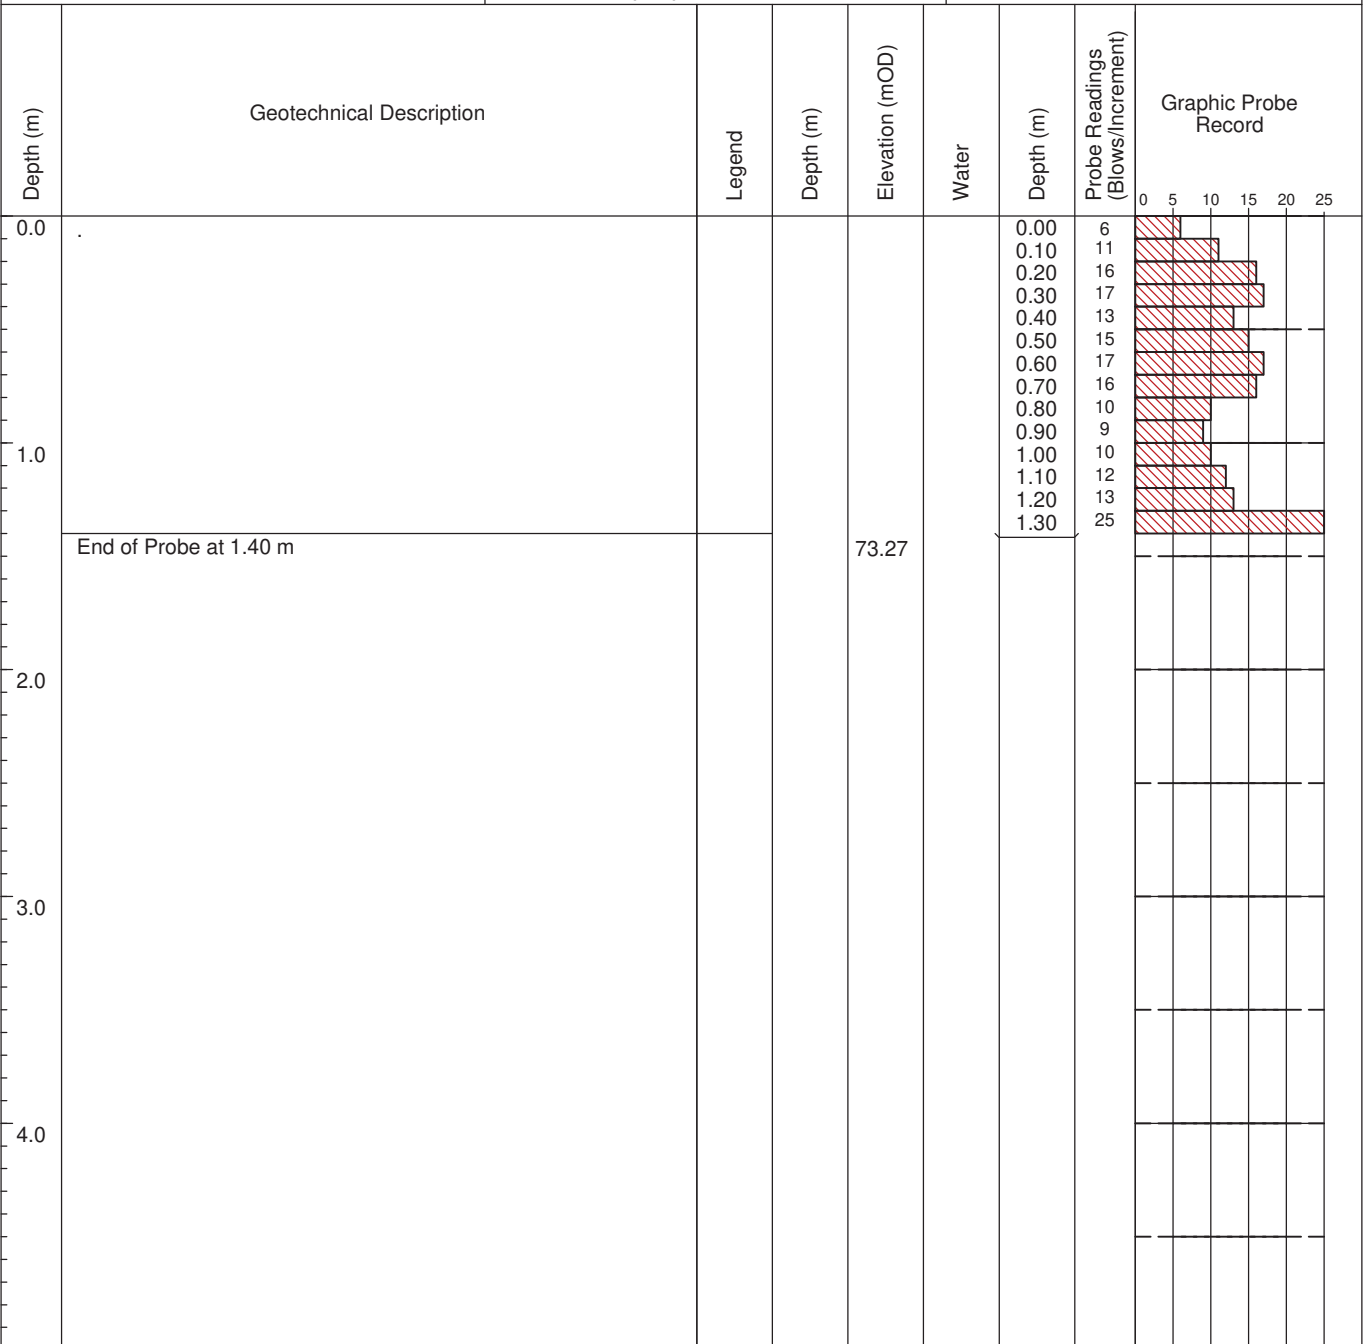 Depth (m)
Geotechnical Description
Legend
Depth (m)
Elevation (mOD)
Water
Depth (m)
Probe Readings
(Blows/Increment)
Graphic Probe
Record
0 5 10 15 20 25
0.0 . 0.00 6
0.10 11
0.20 16
0.30 17
0.40 13
0.50 15
0.60 17
0.70 16
0.80 10
0.90 9
1.0 1.00 10
1.10 12
1.20 13
1.30 25
End of Probe at 1.40 m 73.27
2.0
3.0
4.0